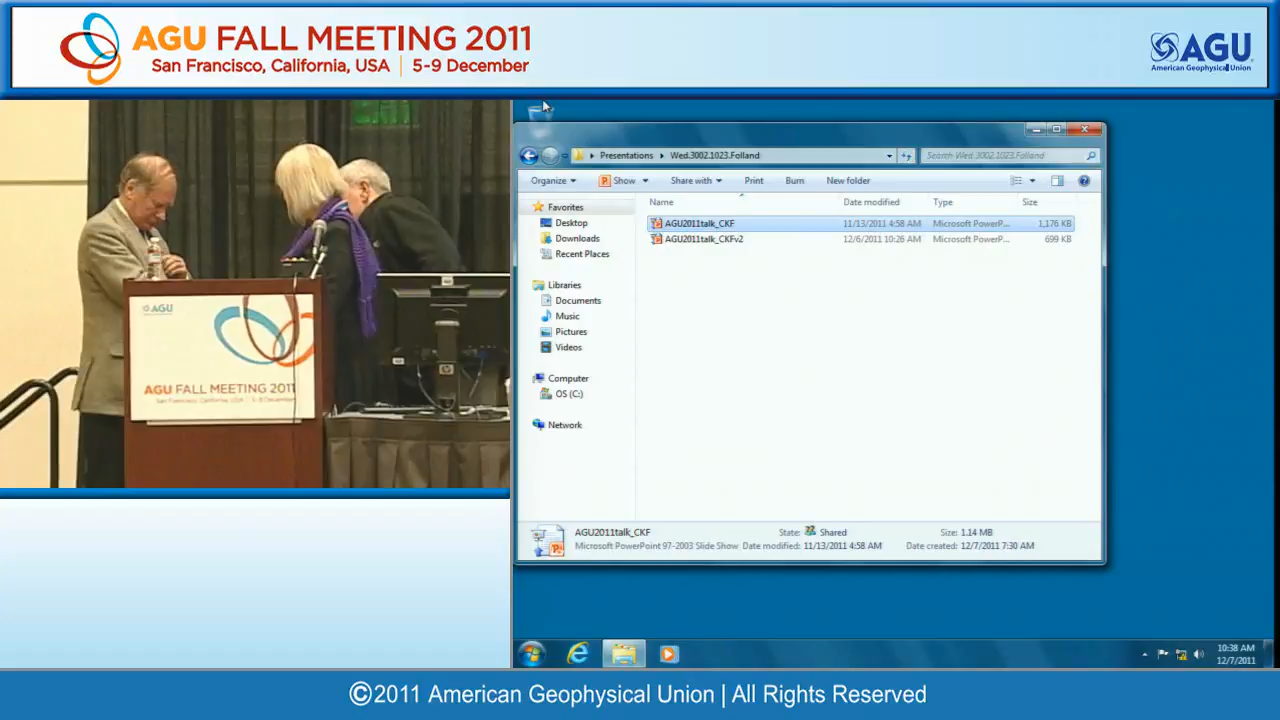 AGU FALL MEETING 2011
San Francisco, California, USA | 5-9 December
AGU
American Geophysical Union
AGU
AGU FALL MEETING 2011
Presentations Wed.3002.1023.Folland
Search Wed.3002.1023.Folland
Organize Show Share with Print Burn New folder
Favorites
Desktop
Downloads
Recent Places
Libraries
Documents
Music
Pictures
Videos
Computer
OS (C:)
Network
Name Date modified Type Size
AGU2011talk_CKF 11/13/2011 4:58 AM Microsoft PowerP... 1,176 KB
AGU2011talk_CKFv2 12/6/2011 10:26 AM Microsoft PowerP... 699 KB
AGU2011talk_CKF State: Shared Size: 1.14 MB
Microsoft PowerPoint 97-2003 Slide Show Date modified: 11/13/2011 4:58 AM Date created: 12/7/2011 7:30 AM
10:38 AM
12/7/2011
©2011 American Geophysical Union | All Rights Reserved